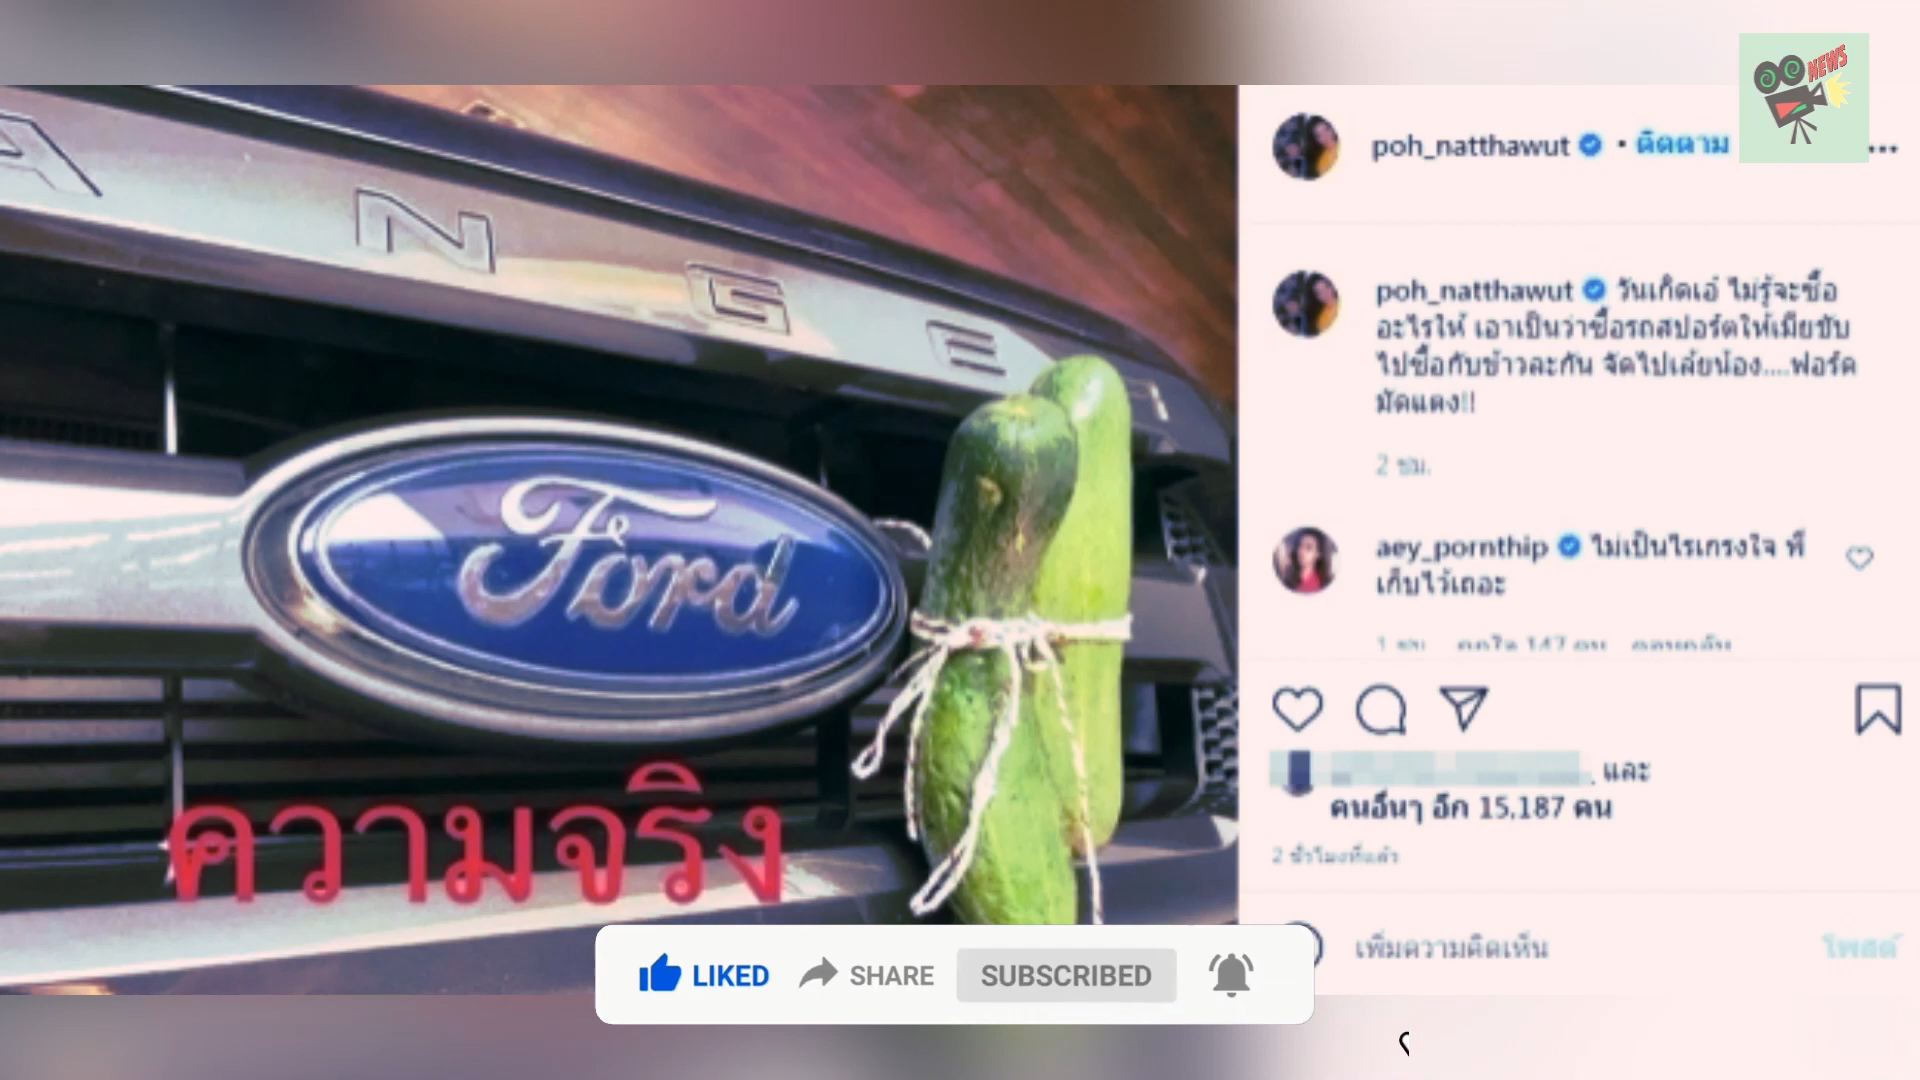 NEWS
poh_natthawut • ติดตาม
A N G E
poh_natthawut วันเกิดเอ๋ ไม่รู้จะซื้อ
อะไรให้ เอาเป็นว่าซื้อรถสปอร์ตให้เมียขับ
ไปซื้อกับข้าวละกัน จัดไปเล้ยน้อง....ฟอร์ด
มัดแตง!!
2 ชม.
Ford
aey_pornthip ไม่เป็นไรเกรงใจ พี่
เก็บไว้เถอะ
และ
คนอื่นๆ อีก 15,187 คน
2 ชั่วโมงที่แล้ว
ความจริง
เพิ่มความคิดเห็น
โพสต์
LIKED SHARE SUBSCRIBED